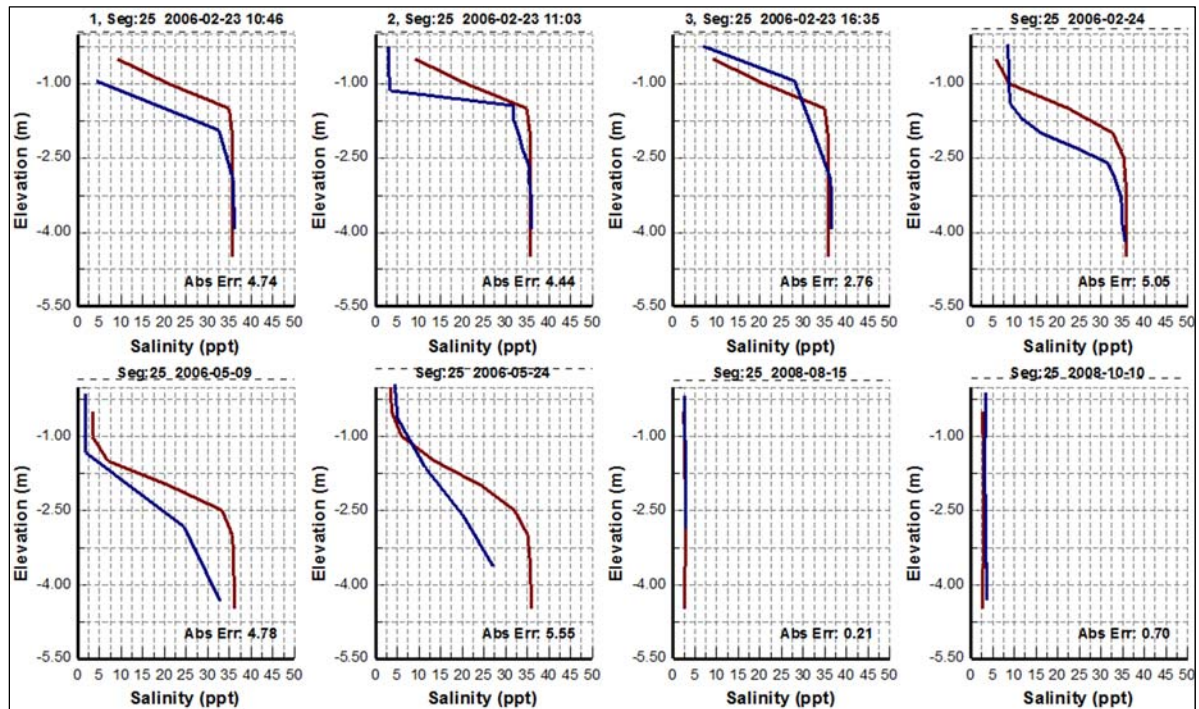 1, Seg:25 2006-02-23 10:46
2, Seg:25 2006-02-23 11:03
3, Seg:25 2006-02-23 16:35
Seg:25 2006-02-24
Elevation (m)
-1.00
-2.50
-4.00
-5.50
Abs Err: 4.74
0 5 10 15 20 25 30 35 40 45 50
Salinity (ppt)
Elevation (m)
-1.00
-2.50
-4.00
-5.50
Abs Err: 4.44
0 5 10 15 20 25 30 35 40 45 50
Salinity (ppt)
Elevation (m)
-1.00
-2.50
-4.00
-5.50
Abs Err: 2.76
0 5 10 15 20 25 30 35 40 45 50
Salinity (ppt)
Elevation (m)
-1.00
-2.50
-4.00
-5.50
Abs Err: 5.05
0 5 10 15 20 25 30 35 40 45 50
Salinity (ppt)
Seg:25 2006-05-09
Seg:25 2006-05-24
Seg:25 2008-08-15
Seg:25 2008-10-10
Elevation (m)
-1.00
-2.50
-4.00
-5.50
Abs Err: 4.78
0 5 10 15 20 25 30 35 40 45 50
Salinity (ppt)
Elevation (m)
-1.00
-2.50
-4.00
-5.50
Abs Err: 5.55
0 5 10 15 20 25 30 35 40 45 50
Salinity (ppt)
Elevation (m)
-1.00
-2.50
-4.00
-5.50
Abs Err: 0.21
0 5 10 15 20 25 30 35 40 45 50
Salinity (ppt)
Elevation (m)
-1.00
-2.50
-4.00
-5.50
Abs Err: 0.70
0 5 10 15 20 25 30 35 40 45 50
Salinity (ppt)